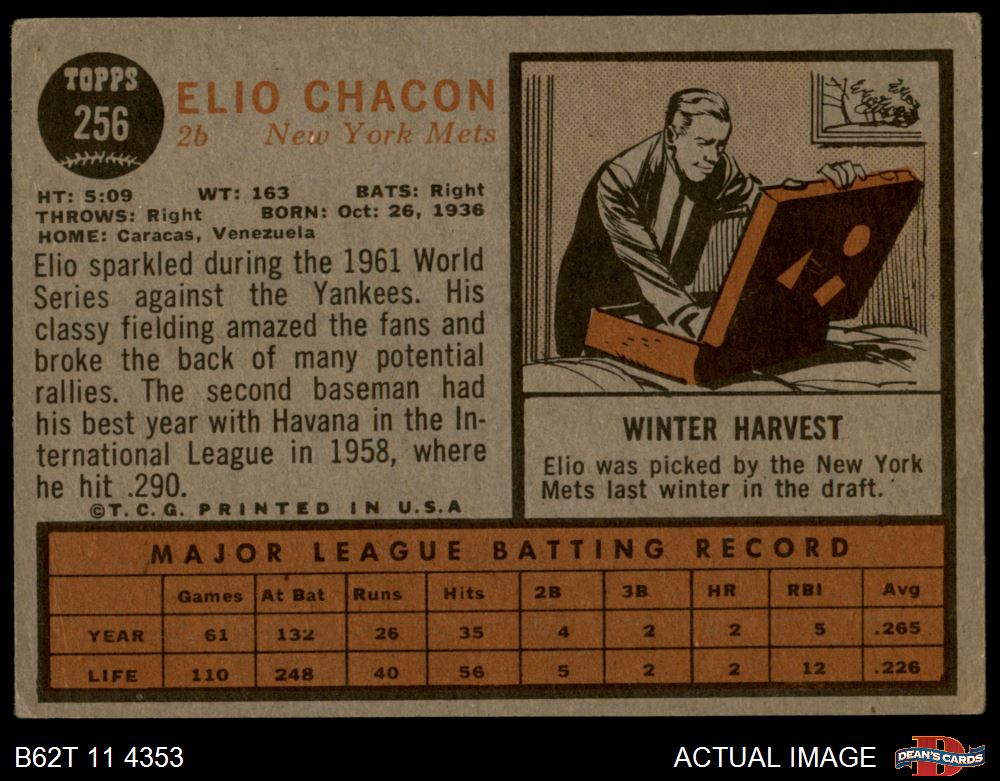 TOPPS
256
ELIO CHACON
2b New York Mets
HT: 5:09 WT: 163 BATS: Right
THROWS: Right BORN: Oct: 26, 1936
HOME: Caracas, Venezuela
Elio sparkled during the 1961 World
Series against the Yankees. His
classy fielding amazed the fans and
broke the back of many potential
rallies. The second baseman had
his best year with Havana in the In-
ternational League in 1958, where
he hit .290.
©T.C.G. PRINTED IN U.S.A
WINTER HARVEST
Elio was picked by the New York
Mets last winter in the draft.
MAJOR LEAGUE BATTING RECORD
Games At Bat Runs Hits 2B 3B HR RBI Avg
YEAR 61 132 26 35 4 2 2 5 .265
LIFE 110 248 40 56 5 2 2 12 .226
B62T 11 4353
ACTUAL IMAGE
D
DEAN'S CARDS